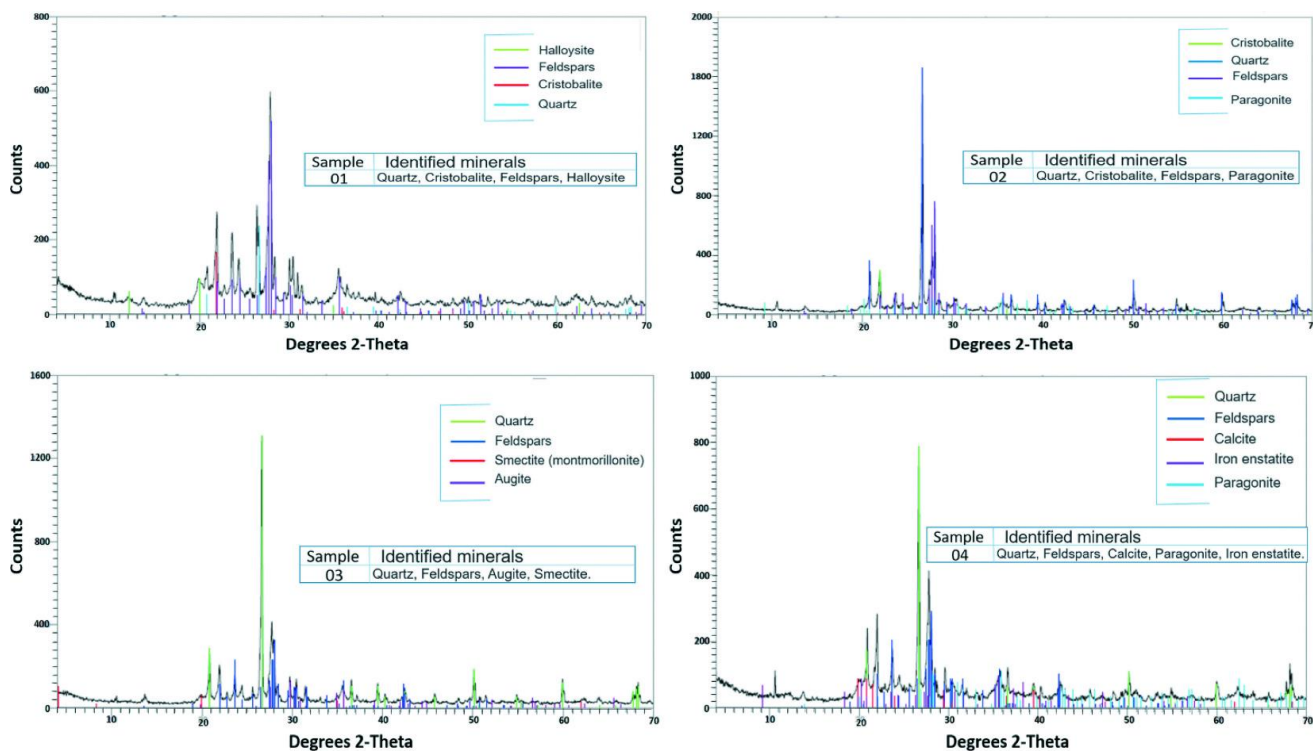 800
600
400
200
0
Counts
10
20
30
40
50
60
70
Degrees 2-Theta
Halloysite
Feldspars
Cristobalite
Quartz
Sample Identified minerals
01 Quartz, Cristobalite, Feldspars, Halloysite
2000
1800
1200
800
400
0
Counts
10
20
30
40
50
60
70
Degrees 2-Theta
Cristobalite
Quartz
Feldspars
Paragonite
Sample Identified minerals
02 Quartz, Cristobalite, Feldspars, Paragonite
1600
1200
800
400
0
Counts
10
20
30
40
50
60
70
Degrees 2-Theta
Quartz
Feldspars
Smectite (montmorillonite)
Augite
Sample Identified minerals
03 Quartz, Feldspars, Augite, Smectite.
1000
800
600
400
200
0
Counts
10
20
30
40
50
60
70
Degrees 2-Theta
Quartz
Feldspars
Calcite
Iron enstatite
Paragonite
Sample Identified minerals
04 Quartz, Feldspars, Calcite, Paragonite, Iron enstatite.